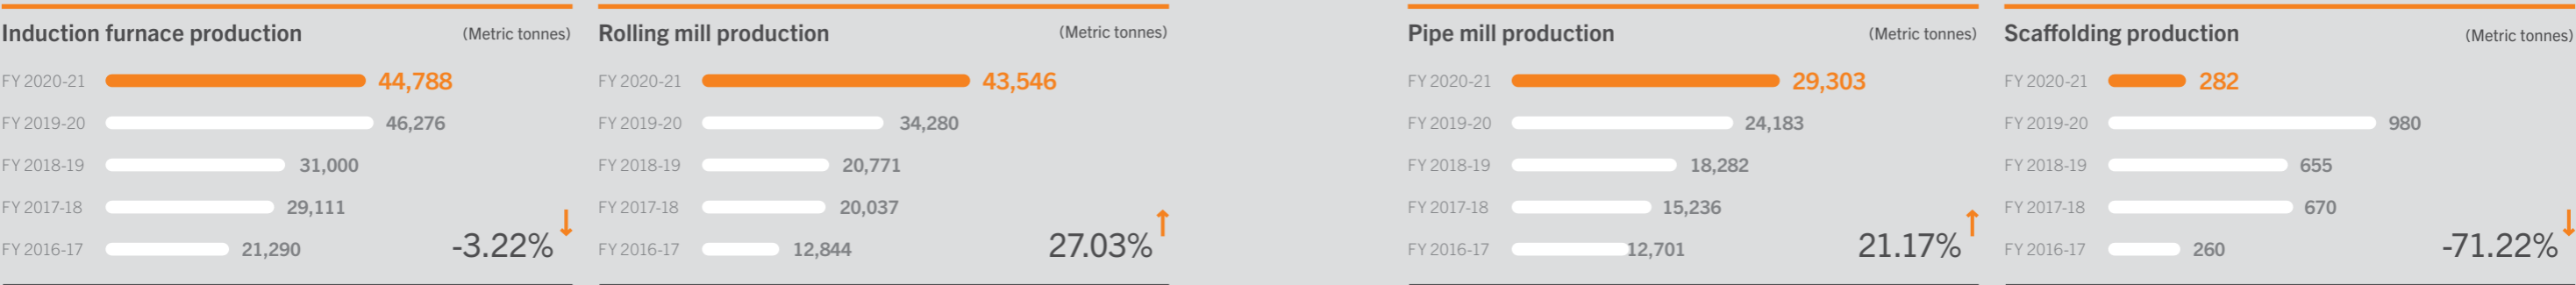 Induction furnace production (Metric tonnes)
FY 2020-21 44,788
FY 2019-20 46,276
FY 2018-19 31,000
FY 2017-18 29,111
FY 2016-17 21,290
-3.22%
Rolling mill production (Metric tonnes)
FY 2020-21 43,546
FY 2019-20 34,280
FY 2018-19 20,771
FY 2017-18 20,037
FY 2016-17 12,844
27.03%
Pipe mill production (Metric tonnes)
FY 2020-21 29,303
FY 2019-20 24,183
FY 2018-19 18,282
FY 2017-18 15,236
FY 2016-17 12,701
21.17%
Scaffolding production (Metric tonnes)
FY 2020-21 282
FY 2019-20 980
FY 2018-19 655
FY 2017-18 670
FY 2016-17 260
-71.22%